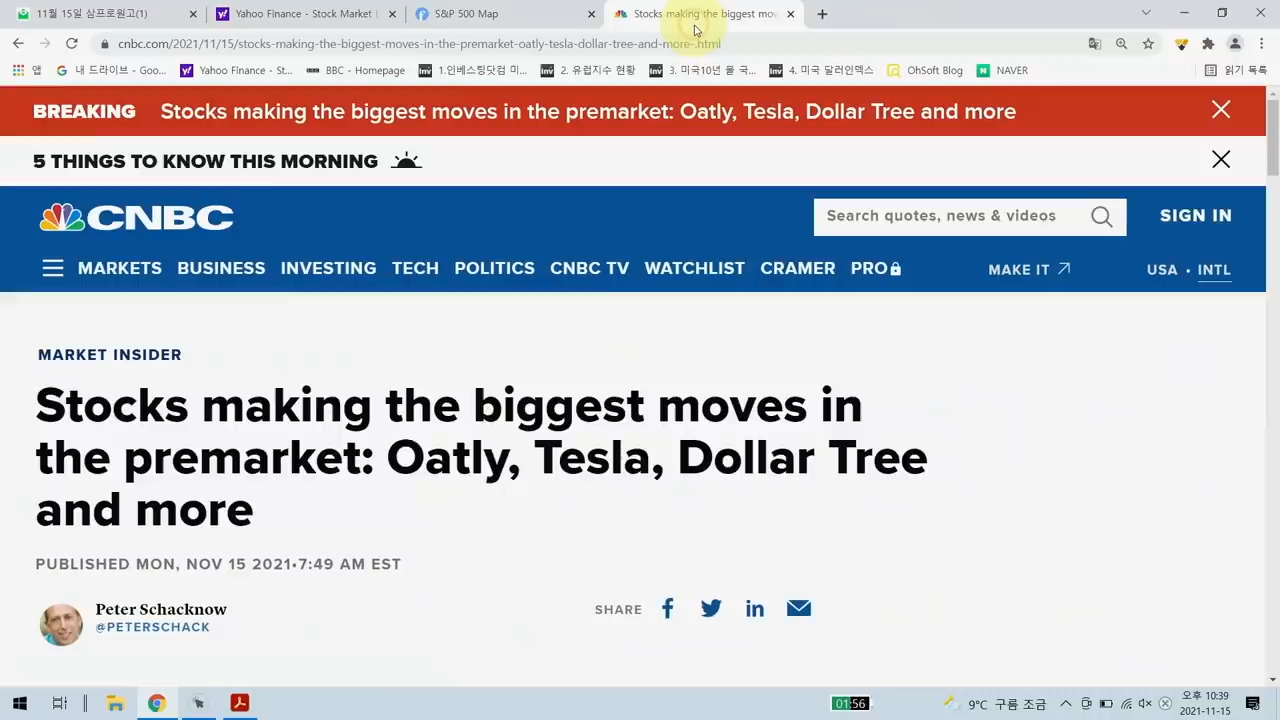 11월 15일 삼프로원고(1)
Yahoo Finance - Stock Market L
S&P 500 Map
Stocks making the biggest mov
cnbc.com/2021/11/15/stocks-making-the-biggest-moves-in-the-premarket-oatly-tesla-dollar-tree-and-more-.html
앱
내 드라이브 - Goo...
Yahoo Finance - St...
BBC - Homepage
1.인베스닷컴 미...
2. 유럽지수 현황
3. 미국10년 물 국...
4. 미국 달러인덱스
OhSoft Blog
NAVER
읽기 목록
BREAKING Stocks making the biggest moves in the premarket: Oatly, Tesla, Dollar Tree and more
5 THINGS TO KNOW THIS MORNING
CNBC
Search quotes, news & videos
SIGN IN
MARKETS BUSINESS INVESTING TECH POLITICS CNBC TV WATCHLIST CRAMER PRO MAKE IT USA • INTL
MARKET INSIDER
Stocks making the biggest moves in
the premarket: Oatly, Tesla, Dollar Tree
and more
PUBLISHED MON, NOV 15 2021•7:49 AM EST
Peter Schacknow
@PETERSCHACK
SHARE
01:56
9°C 구름 조금
오후 10:39
2021-11-15